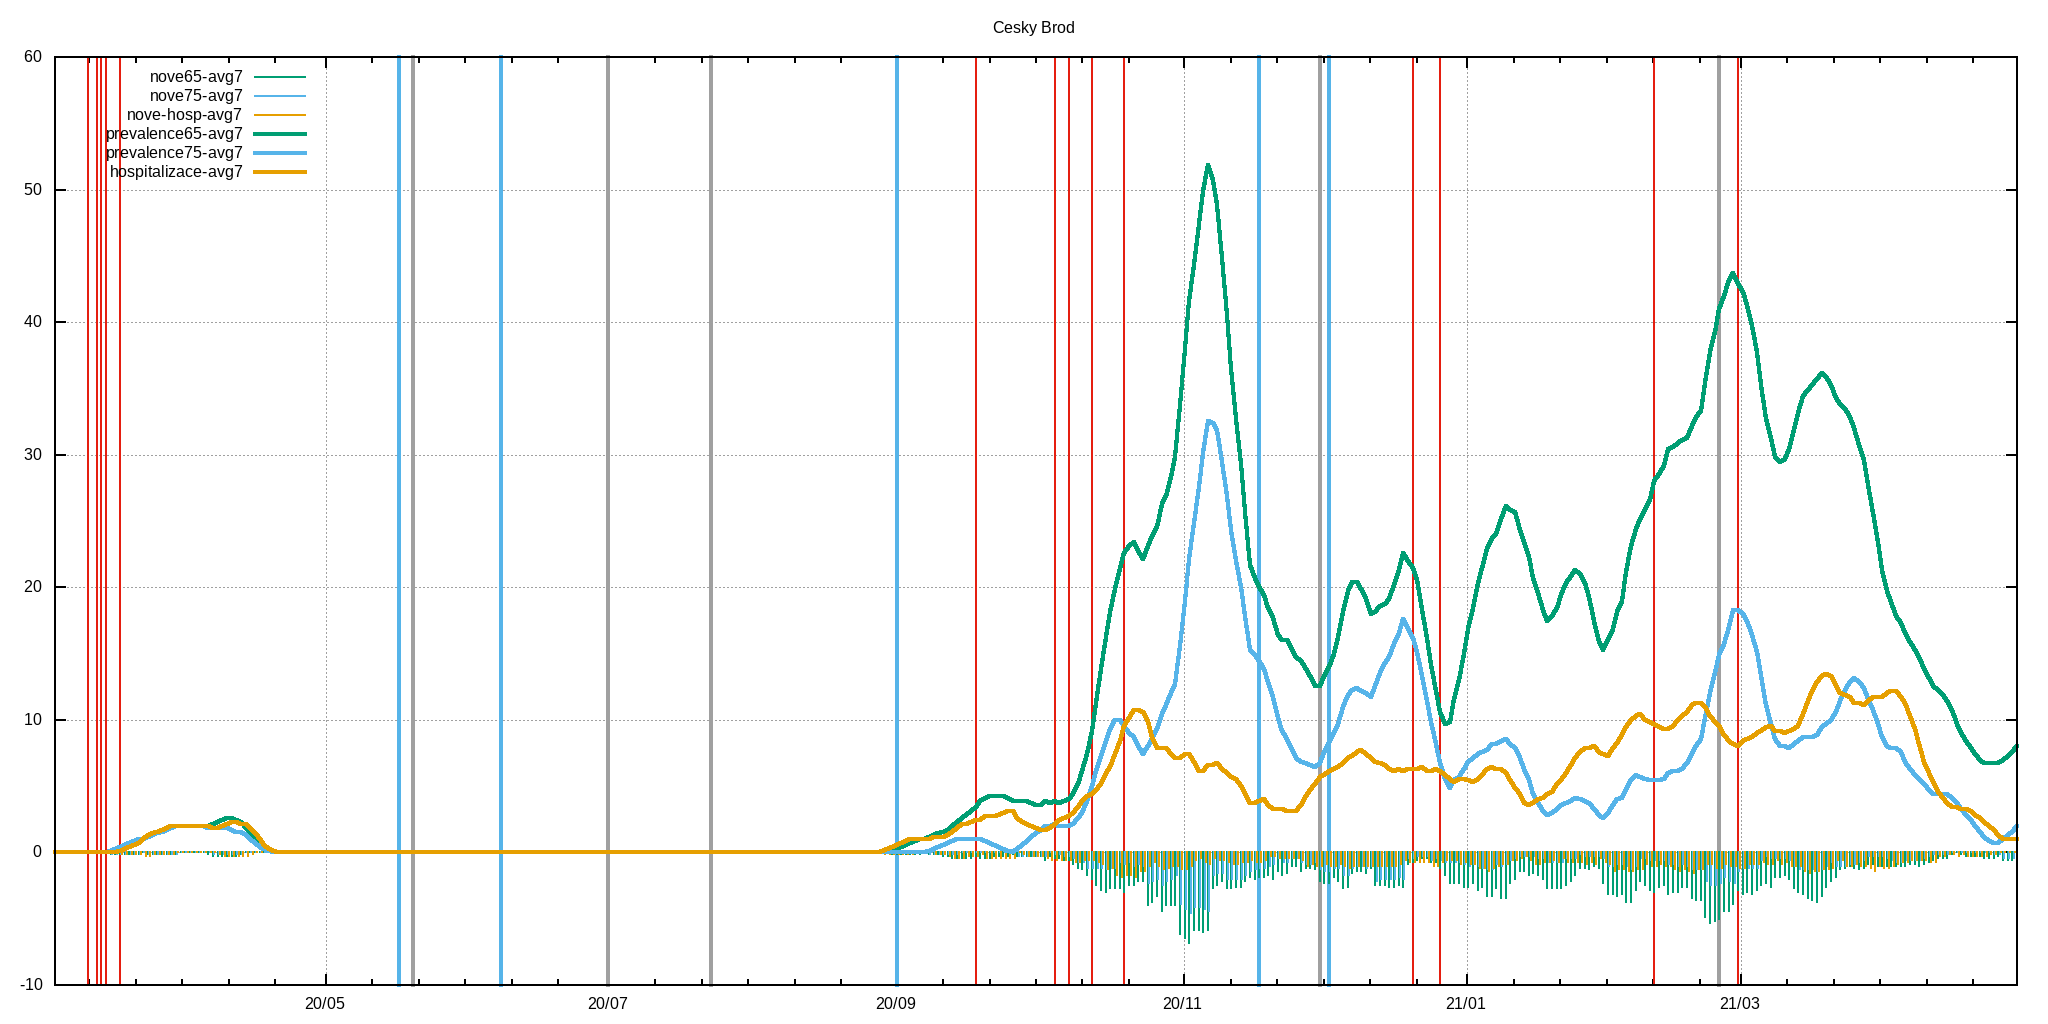 Cesky Brod
60
nove65-avg7
nove75-avg7
nove-hosp-avg7
prevalence65-avg7
prevalence75-avg7
hospitalizace-avg7
50
40
30
20
10
0
-10
20/05 20/07 20/09 20/11 21/01 21/03